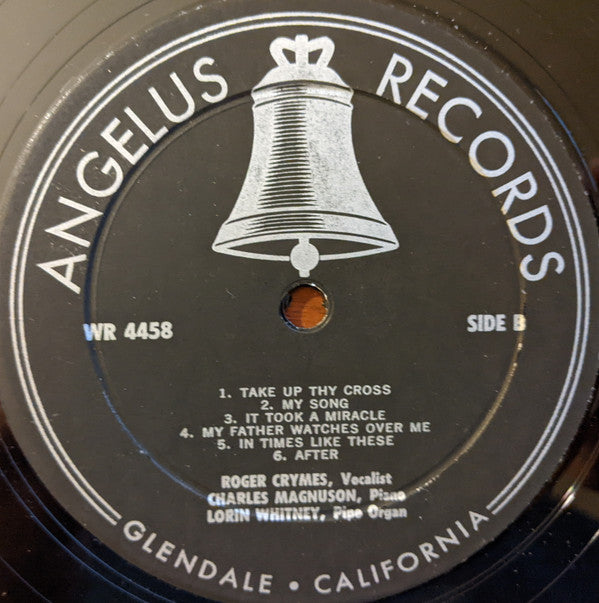 ANGELUS RECORDS
WR 4458
SIDE B
1. TAKE UP THY CROSS
2. MY SONG
3. IT TOOK A MIRACLE
4. MY FATHER WATCHES OVER ME
5. IN TIMES LIKE THESE
6. AFTER
ROGER CRYMES, Vocalist
CHARLES MAGNUSON, Piano
LORIN WHITNEY, Pipe Organ
GLENDALE • CALIFORNIA